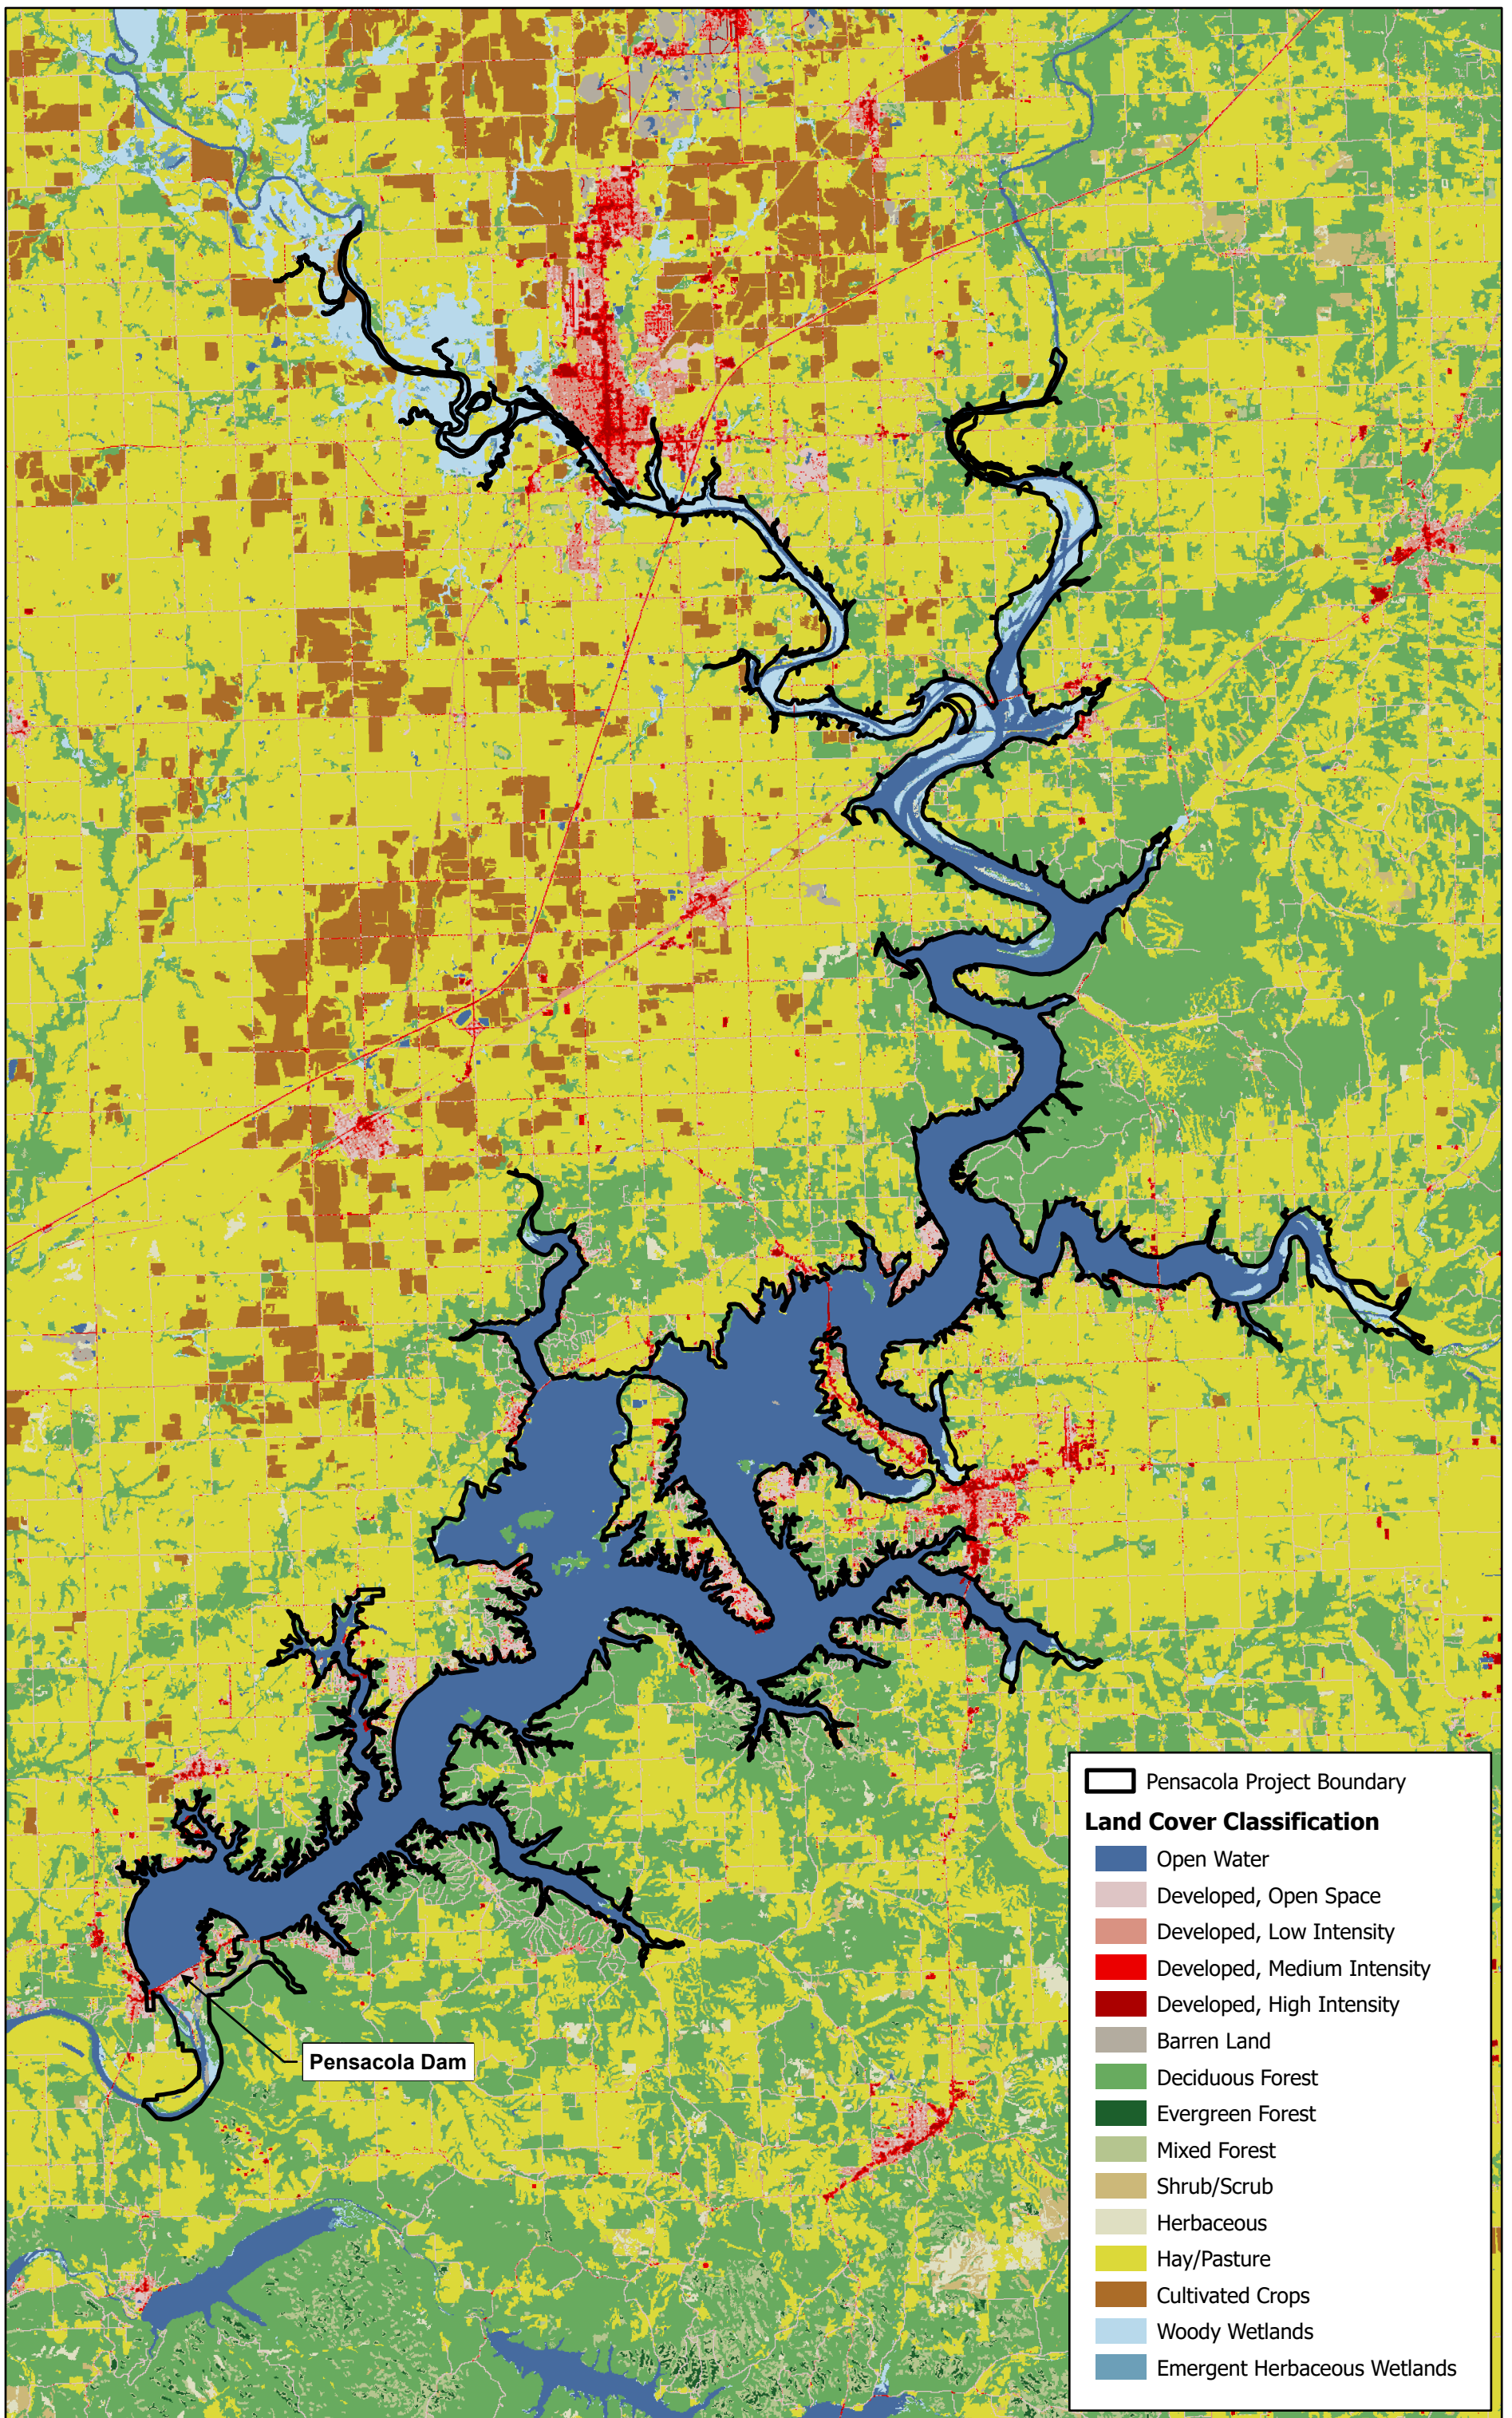 Pensacola Dam
Pensacola Project Boundary
Land Cover Classification
Open Water
Developed, Open Space
Developed, Low Intensity
Developed, Medium Intensity
Developed, High Intensity
Barren Land
Deciduous Forest
Evergreen Forest
Mixed Forest
Shrub/Scrub
Herbaceous
Hay/Pasture
Cultivated Crops
Woody Wetlands
Emergent Herbaceous Wetlands